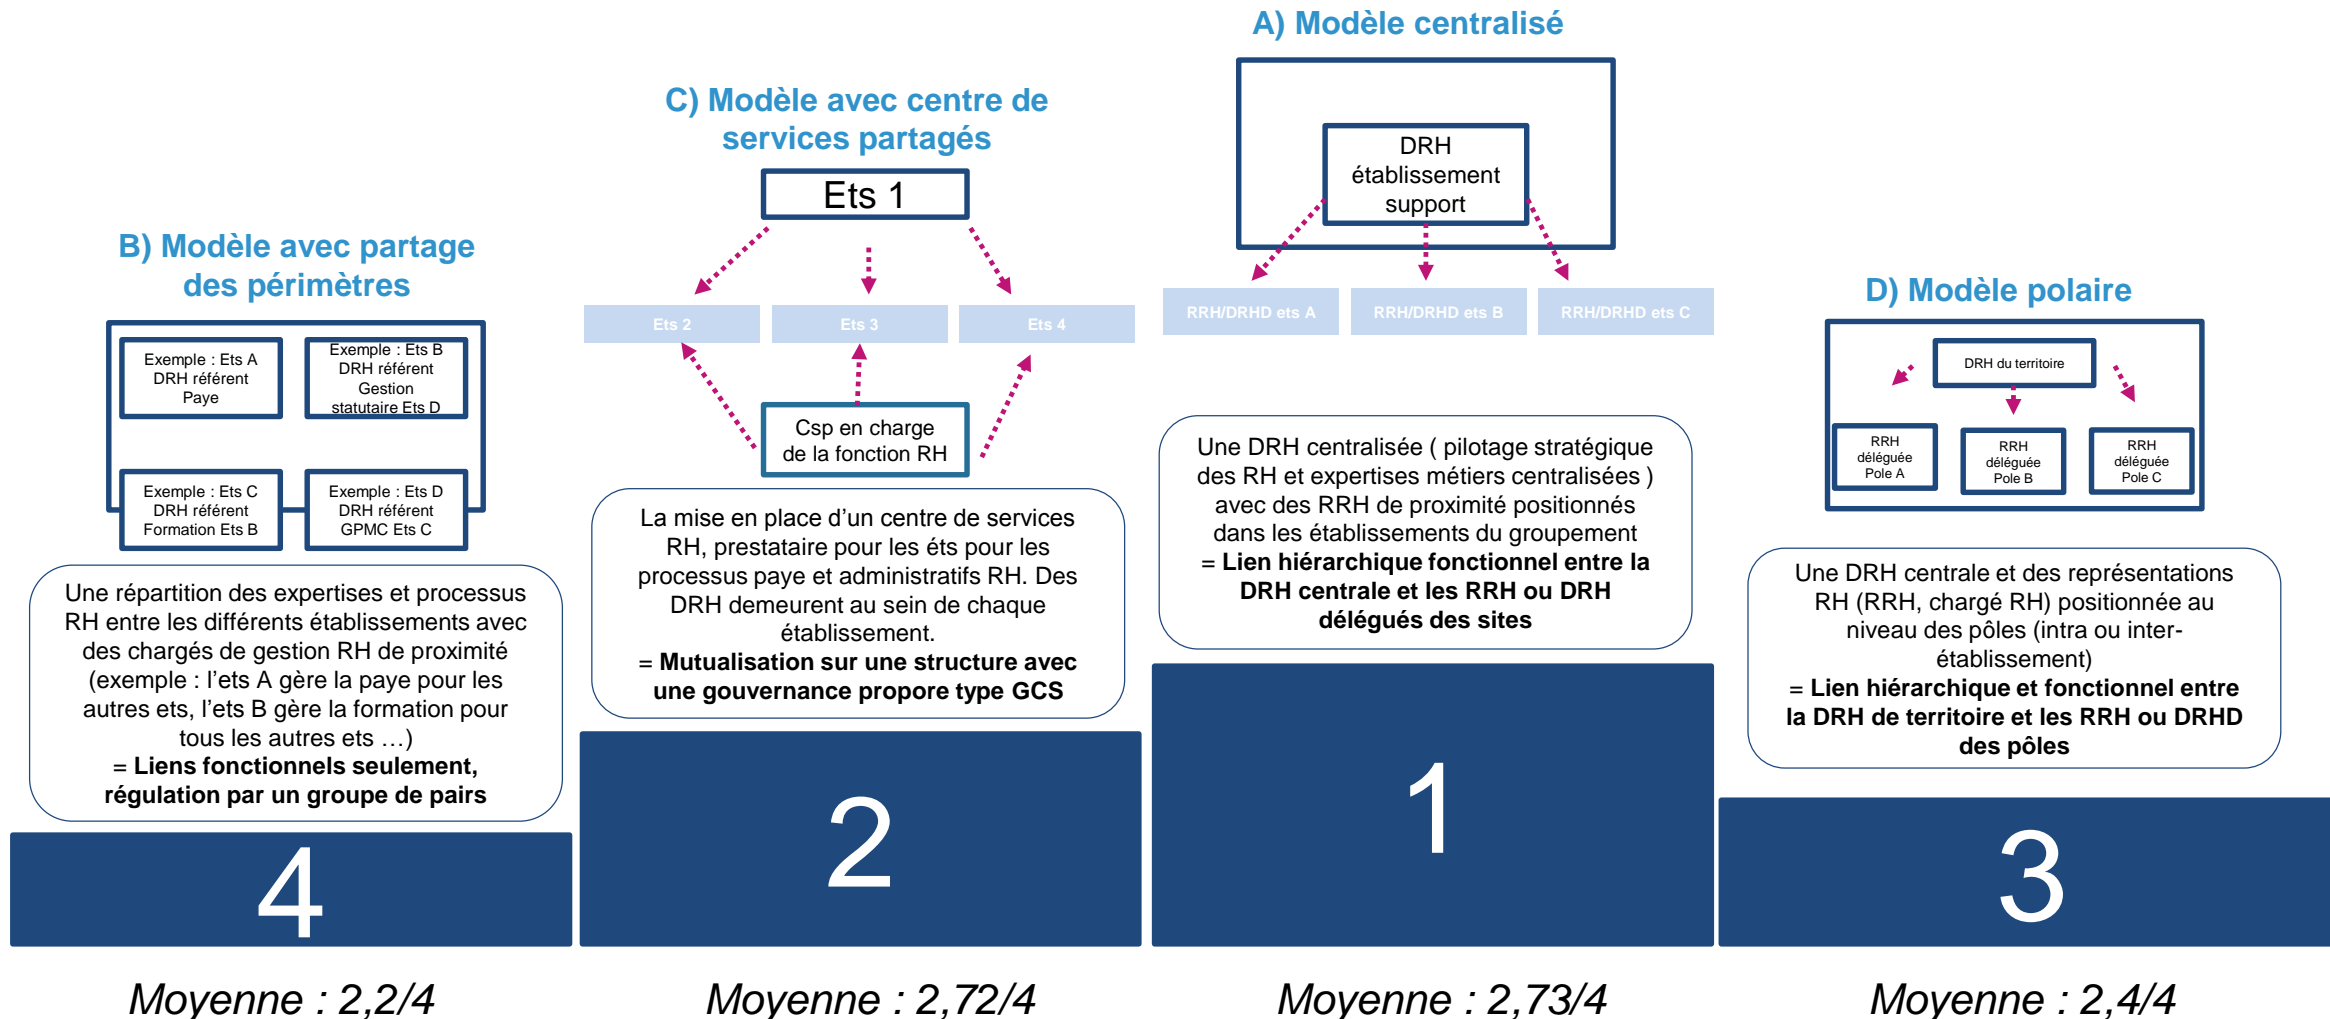 B) Modèle avec partage
des périmètres
Exemple : Ets A
DRH référent
Paye
Exemple : Ets B
DRH référent
Gestion
statutaire Ets D
Exemple : Ets C
DRH référent
Formation Ets B
Exemple : Ets D
DRH référent
GPMC Ets C
Une répartition des expertises et processus
RH entre les différents établissements avec
des chargés de gestion RH de proximité
(exemple : l’ets A gère la paye pour les
autres ets, l’ets B gère la formation pour
tous les autres ets …)
= Liens fonctionnels seulement,
régulation par un groupe de pairs
4
Moyenne : 2,2/4
C) Modèle avec centre de
services partagés
Ets 1
Ets 2
Ets 3
Ets 4
Csp en charge
de la fonction RH
La mise en place d’un centre de services
RH, prestataire pour les éts pour les
processus paye et administratifs RH. Des
DRH demeurent au sein de chaque
établissement.
= Mutualisation sur une structure avec
une gouvernance propore type GCS
2
Moyenne : 2,72/4
A) Modèle centralisé
DRH
établissement
support
RRH/DRHD ets A
RRH/DRHD ets B
RRH/DRHD ets C
Une DRH centralisée ( pilotage stratégique
des RH et expertises métiers centralisées )
avec des RRH de proximité positionnés
dans les établissements du groupement
= Lien hiérarchique fonctionnel entre la
DRH centrale et les RRH ou DRH
délégués des sites
1
Moyenne : 2,73/4
D) Modèle polaire
DRH du territoire
RRH
déléguée
Pole A
RRH
déléguée
Pole B
RRH
déléguée
Pole C
Une DRH centrale et des représentations
RH (RRH, chargé RH) positionnée au
niveau des pôles (intra ou inter-
établissement)
= Lien hiérarchique et fonctionnel entre
la DRH de territoire et les RRH ou DRHD
des pôles
3
Moyenne : 2,4/4